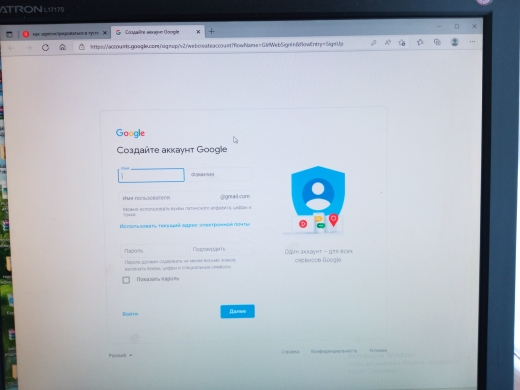 ATRON L1770
как зарегистрироваться в гугл
Создайте аккаунт Google
https://accounts.google.com/signup/v2/webcreateaccount?flowName=GlifWebSignIn&flowEntry=SignUp
Google
Создайте аккаунт Google
Имя
Фамилия
Имя пользователя @gmail.com
Можно использовать буквы латинского алфавита, цифры и точки.
Использовать текущий адрес электронной почты
Пароль Подтвердить
Пароль должен содержать не менее восьми знаков,
включать буквы, цифры и специальные символы
Показать пароль
Войти
Далее
Один аккаунт – для всех
сервисов Google
Русский
Справка Конфиденциальность Условия